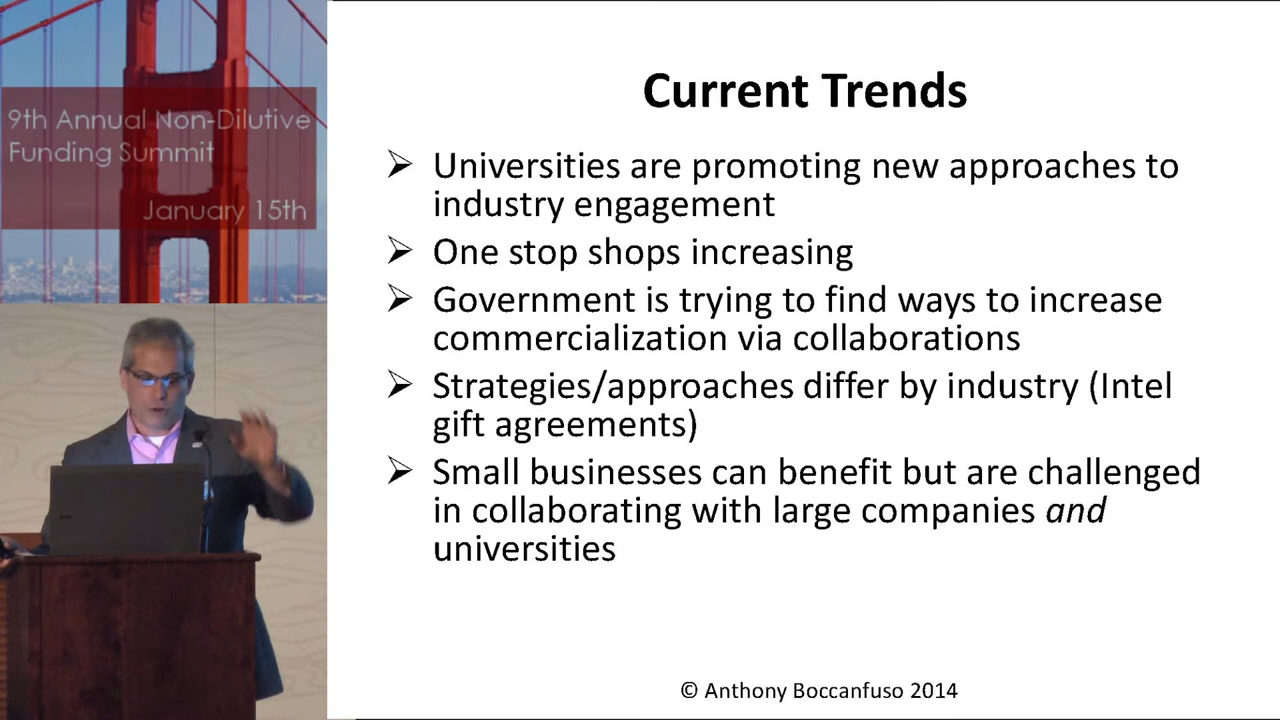 9th Annual Non-Dilutive
Funding Summit
January 15th
Current Trends
➢ Universities are promoting new approaches to
industry engagement
➢ One stop shops increasing
➢ Government is trying to find ways to increase
commercialization via collaborations
➢ Strategies/approaches differ by industry (Intel
gift agreements)
➢ Small businesses can benefit but are challenged
in collaborating with large companies and
universities
© Anthony Boccanfuso 2014